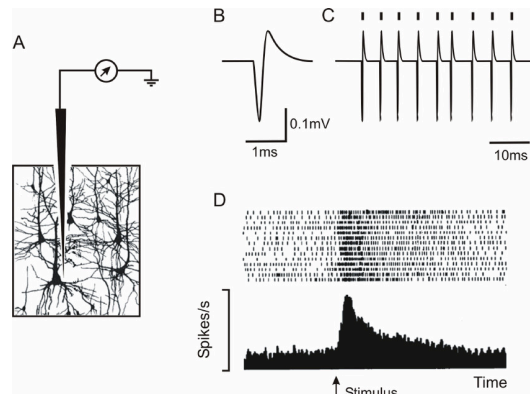 A
B
C
0.1mV
1ms
10ms
D
Spikes/s
Time
Stimulus